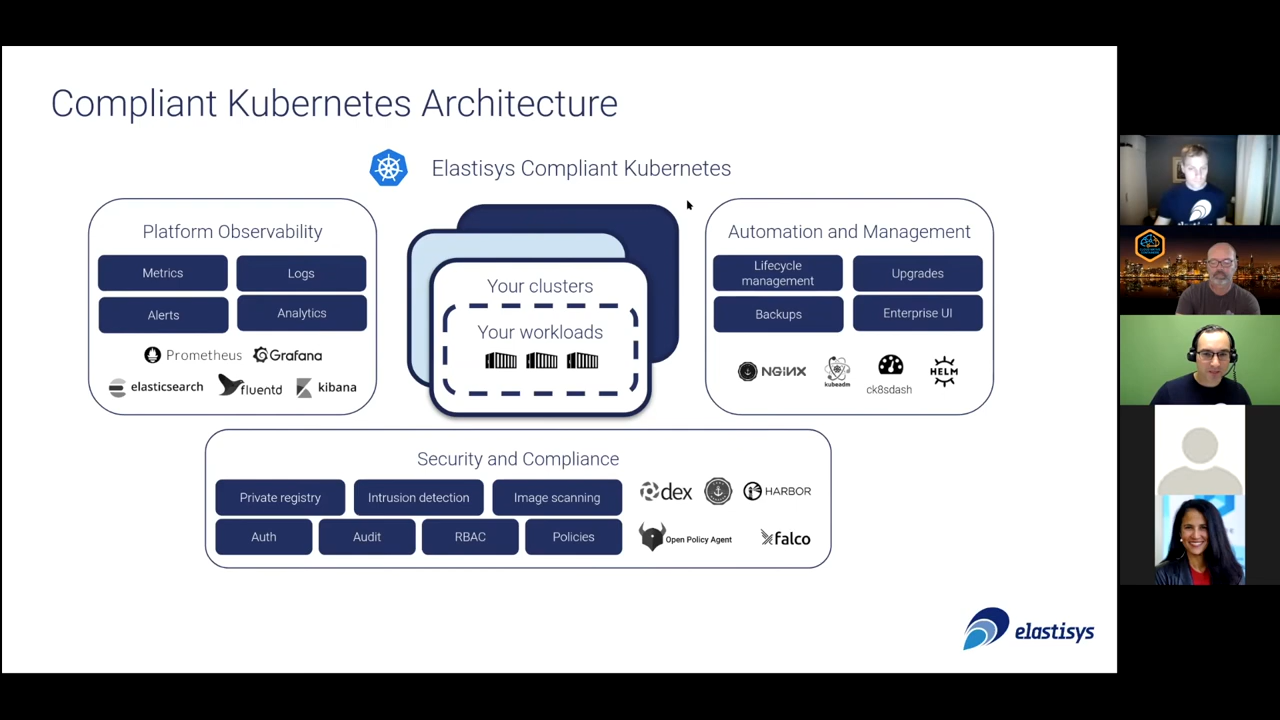 Compliant Kubernetes Architecture
Elastisys Compliant Kubernetes
Platform Observability
Metrics
Logs
Alerts
Analytics
Prometheus
Grafana
elasticsearch
fluentd
kibana
Your clusters
Your workloads
Automation and Management
Lifecycle
management
Upgrades
Backups
Enterprise UI
NGINX
kubeadm
ck8sdash
HELM
Security and Compliance
Private registry
Intrusion detection
Image scanning
Auth
Audit
RBAC
Policies
dex
HARBOR
Open Policy Agent
falco
elastisys